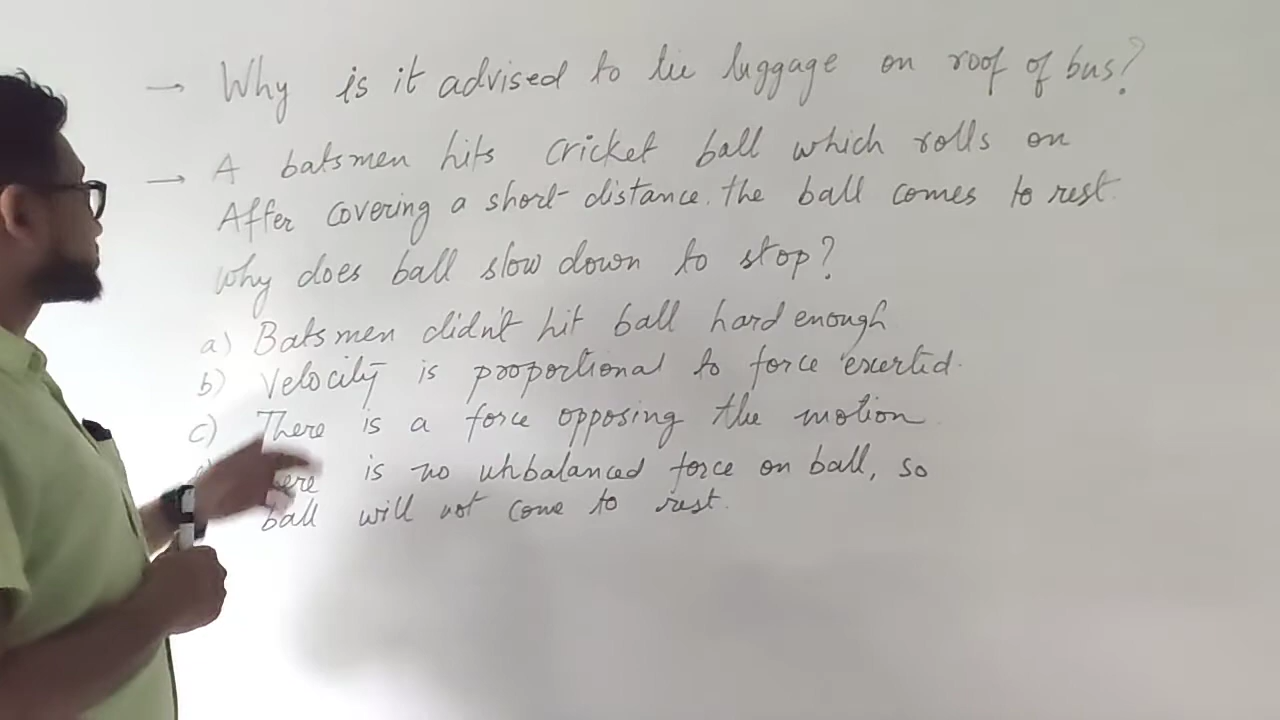 → Why is it advised to tie luggage on roof of bus?
→ A batsmen hits cricket ball which rolls on
After covering a short distance. the ball comes to rest.
why does ball slow down to stop?
a) Batsmen didn't hit ball hard enough
b) Velocity is proportional to force exerted.
c) There is a force opposing the motion
is no unbalanced force on ball, so
ball will not come to rest.